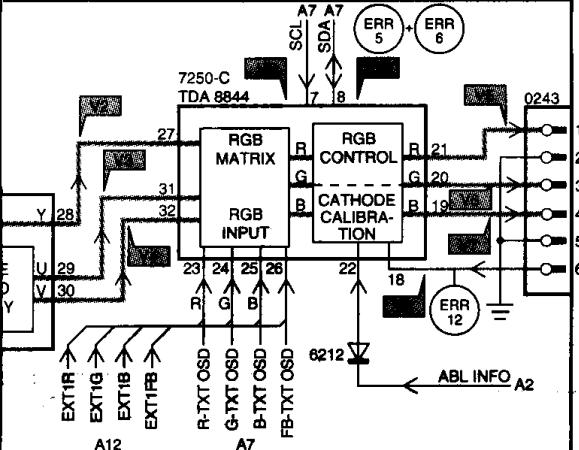 A7 A7
SCL
SDA
ERR
5
+
ERR
6
7250-C
TDA 8844
7 8
0243
V2
27
RGB
MATRIX
RGB
CONTROL
R R 21
1
2
G G 20
3
31
32
RGB
INPUT
CATHODE
CALIBRA-
TION
B B 19
4
5
Y 28
U 29
V 30
E
O
Y
23 24 25 26
22
18
6
R G B
ERR
12
6212
EXT1R
EXT1G
EXT1B
EXT1FB
R-TXT OSD
G-TXT OSD
B-TXT OSD
FB-TXT OSD
ABL INFO A2
A12
A7